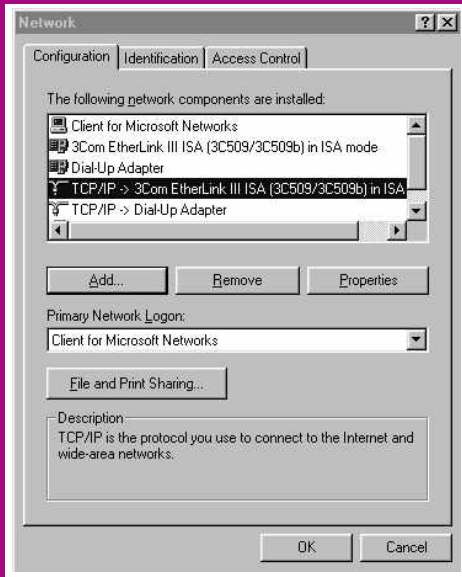 Network
Configuration Identification Access Control
The following network components are installed:
Client for Microsoft Networks
3Com EtherLink III ISA (3C509/3C509b) in ISA mode
Dial-Up Adapter
TCP/IP -> 3Com EtherLink III ISA (3C509/3C509b) in ISA
TCP/IP -> Dial-Up Adapter
Add... Remove Properties
Primary Network Logon:
Client for Microsoft Networks
File and Print Sharing...
Description
TCP/IP is the protocol you use to connect to the Internet and
wide-area networks.
OK Cancel